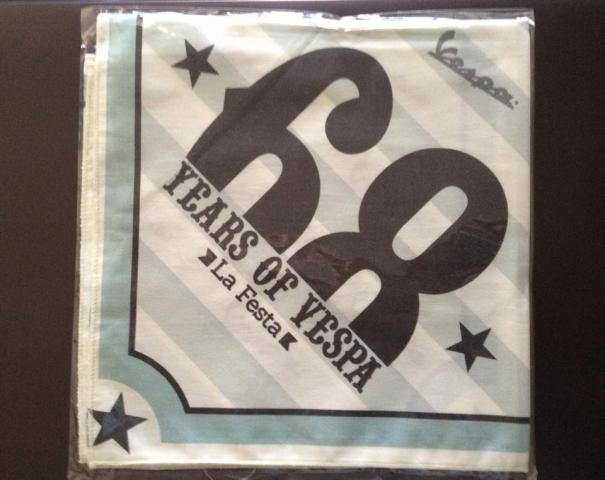 Vespa
68
YEARS OF VESPA
La Festa